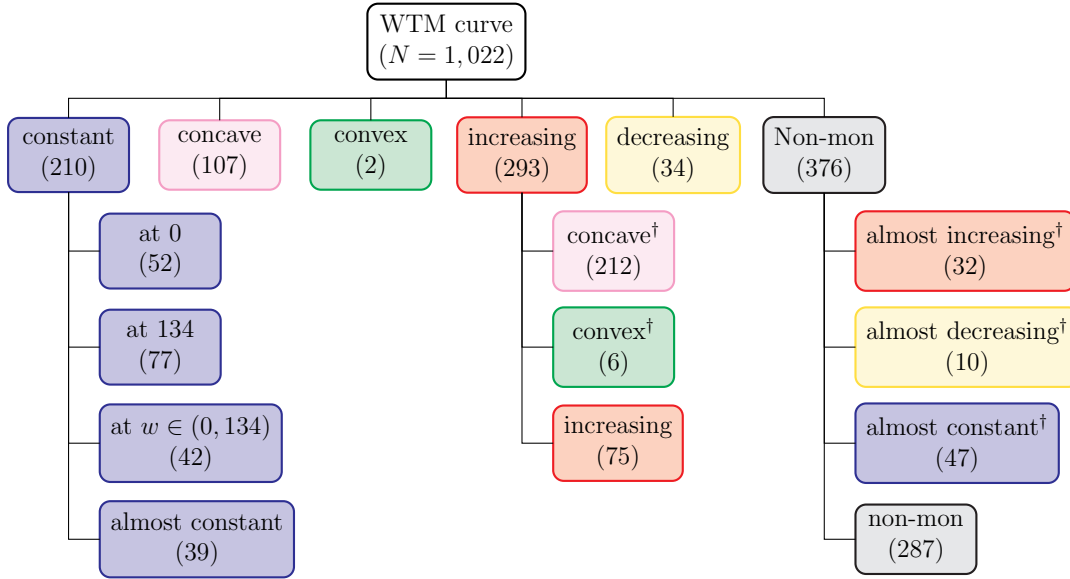 WTM curve
(N = 1, 022)
constant
(210)
concave
(107)
convex
(2)
increasing
(293)
decreasing
(34)
Non-mon
(376)
at 0
(52)
at 134
(77)
at w ∈ (0, 134)
(42)
almost constant
(39)
concave†
(212)
convex†
(6)
increasing
(75)
almost increasing†
(32)
almost decreasing†
(10)
almost constant†
(47)
non-mon
(287)